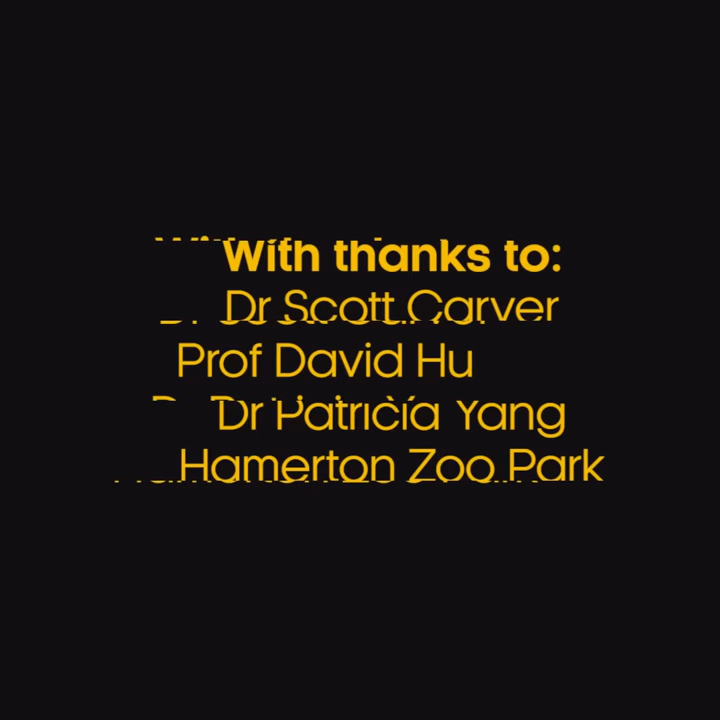 With thanks to:
Dr Scott Carver
Prof David Hu
Dr Patricia Yang
Hamerton Zoo Park